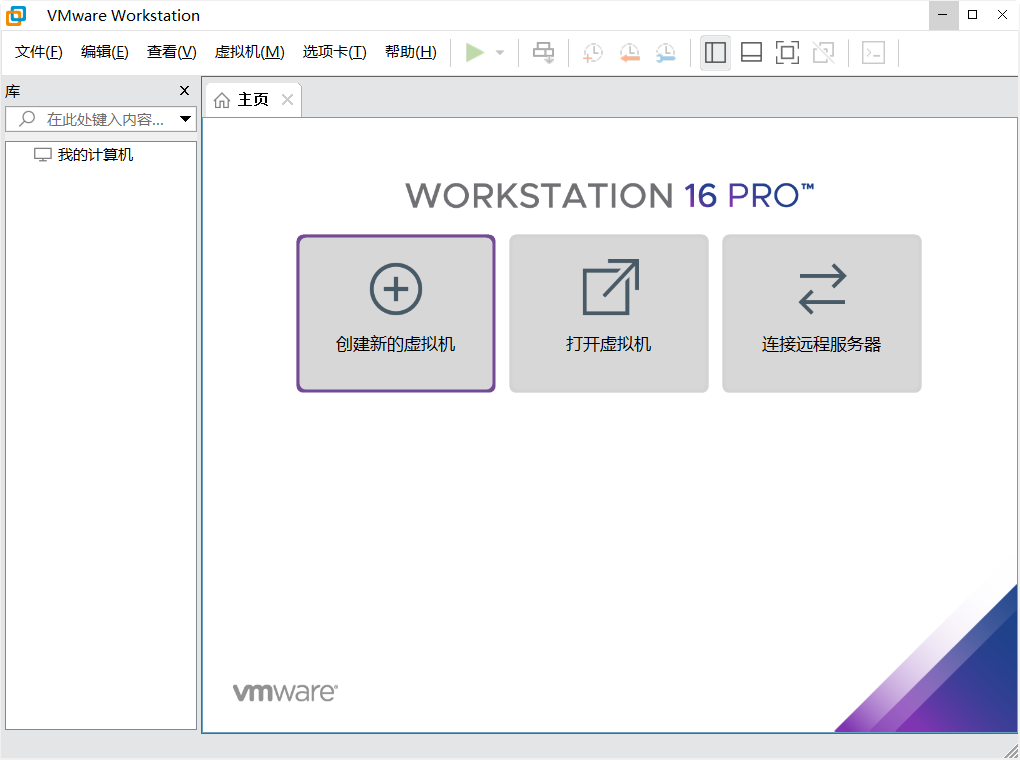 VMware Workstation
文件(F) 编辑(E) 查看(V) 虚拟机(M) 选项卡(T) 帮助(H)
库
在此处键入内容...
我的计算机
主页
WORKSTATION 16 PRO™
创建新的虚拟机 打开虚拟机 连接远程服务器
vmware®